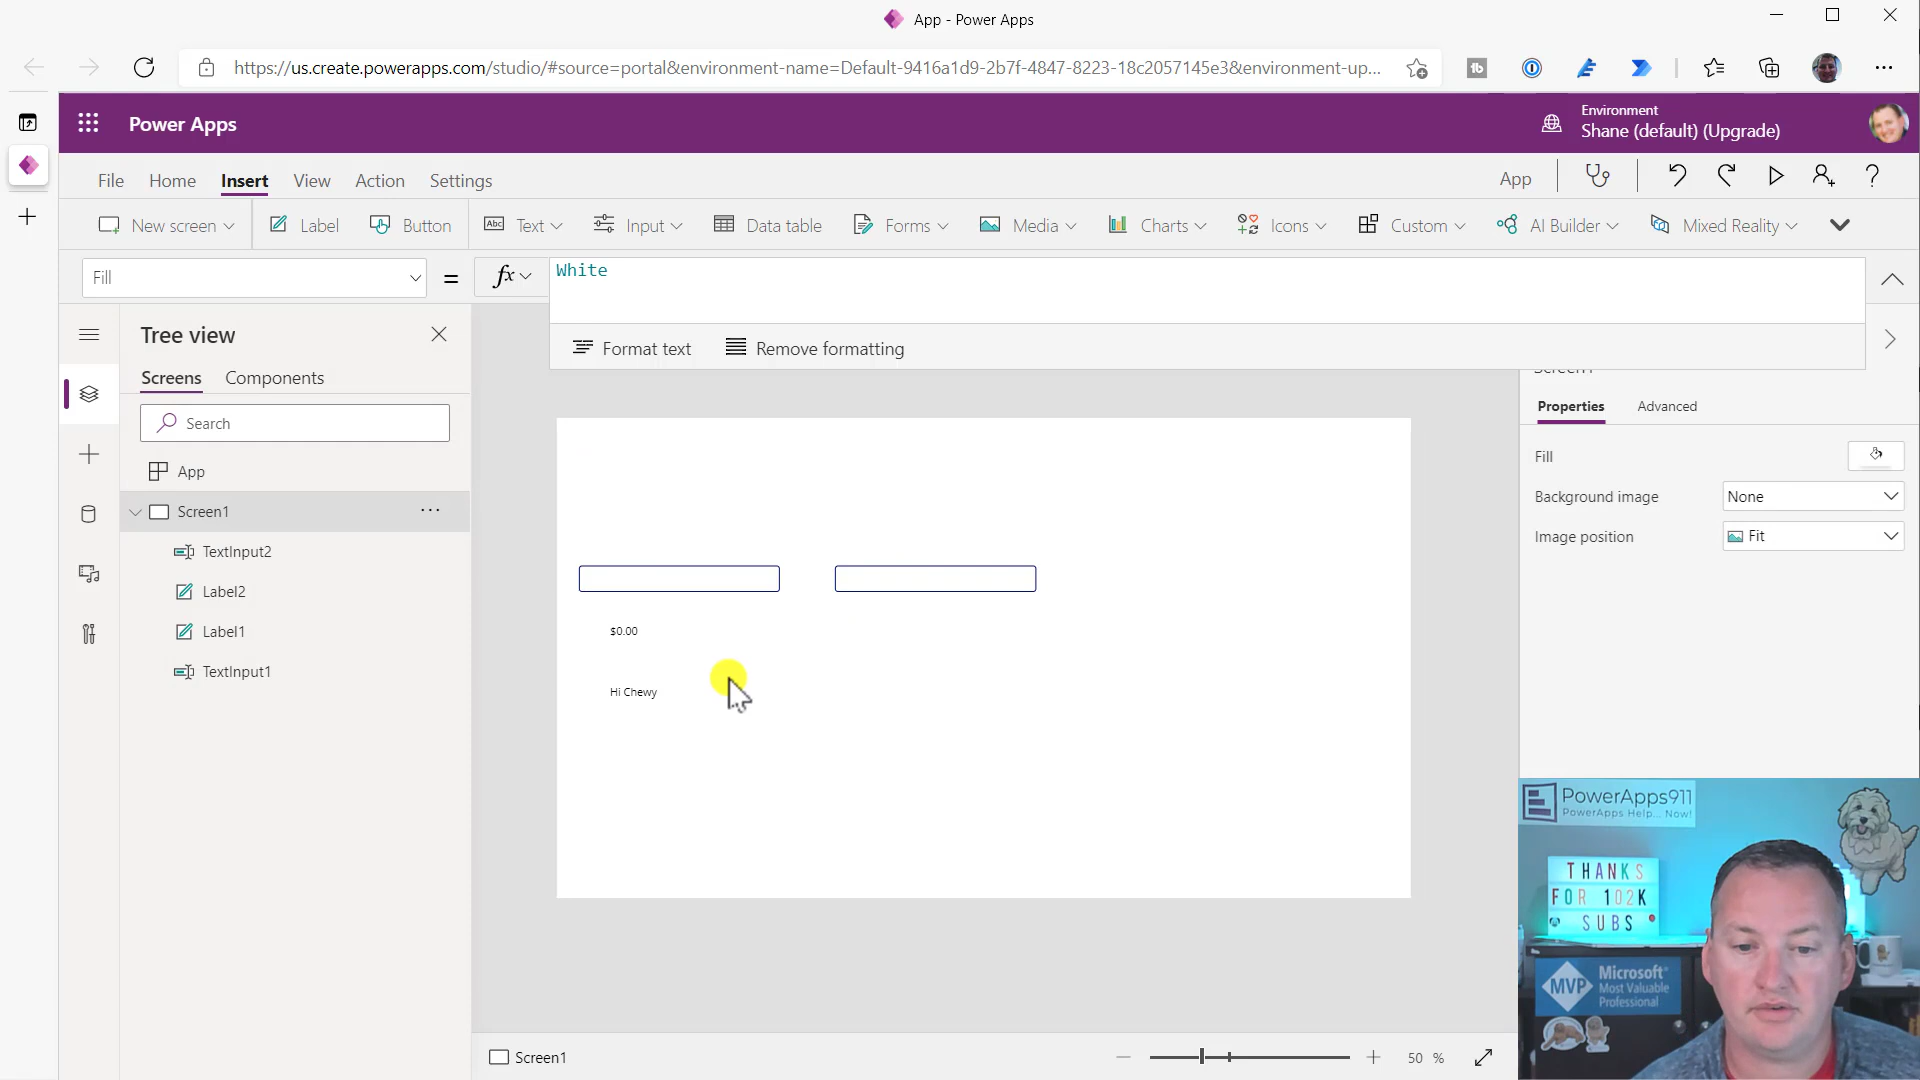 App - Power Apps
https://us.create.powerapps.com/studio/#source=portal&environment-name=Default-9416a1d9-2b7f-4847-8223-18c2057145e3&environment-up...
Power Apps
Environment
Shane (default) (Upgrade)
File Home Insert View Action Settings
App
New screen Label Button Text Input Data table Forms Media Charts Icons Custom AI Builder Mixed Reality
Fill = fx White
Format text Remove formatting
Tree view
Screens Components
Search
App
Screen1
TextInput2
Label2
Label1
TextInput1
$0.00
Hi Chewy
Screen1
Properties Advanced
Fill
Background image None
Image position Fit
PowerApps911
PowerApps Help... Now!
THANKS
FOR 102K
SUBS
MVP
Microsoft
Most Valuable
Professional
Screen1
50 %